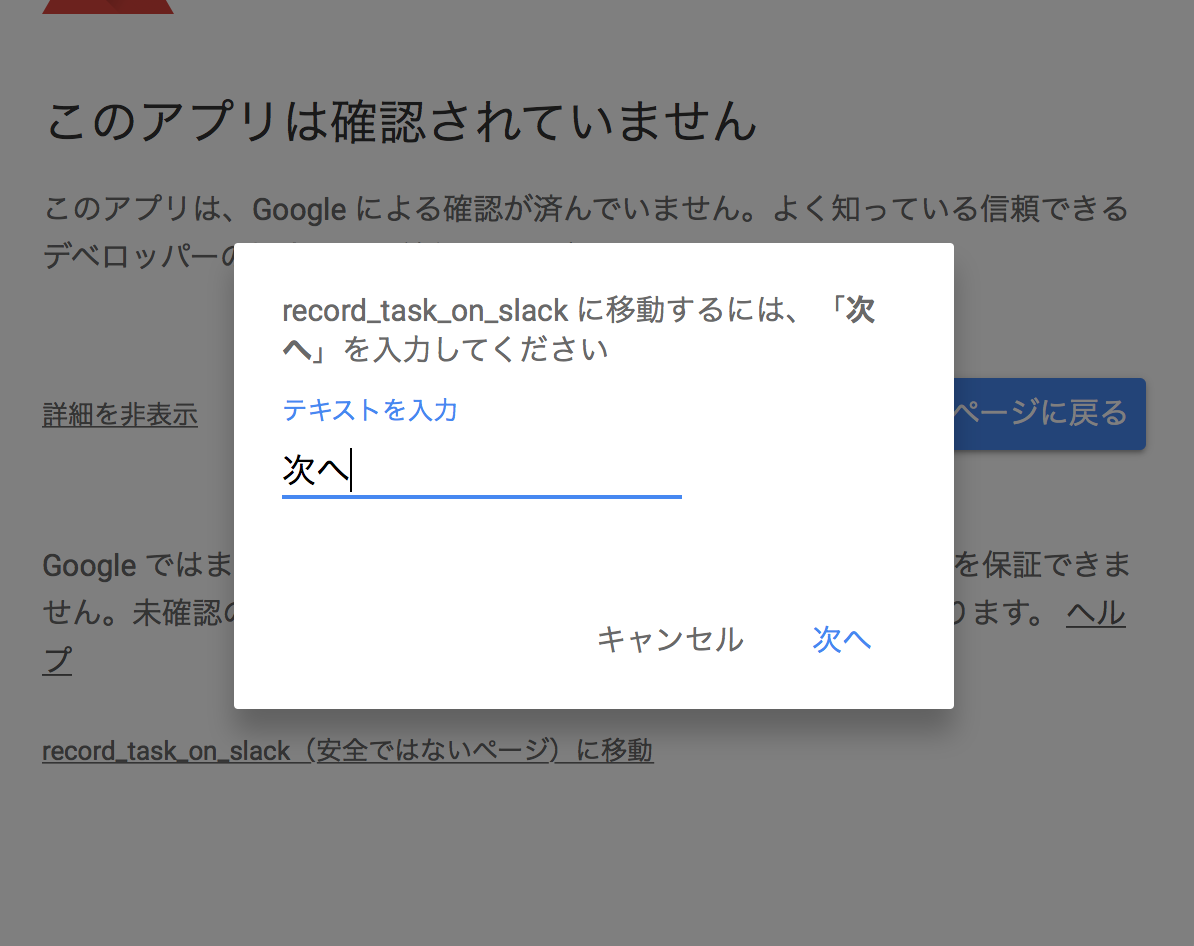 このアプリは確認されていません
このアプリは、Google による確認が済んでいません。よく知っている信頼できる
デベロッパーの
record_task_on_slack に移動するには、「次
へ」を入力してください
テキストを入力
次へ
詳細を非表示
ページに戻る
キャンセル
次へ
Google ではま
を保証できま
せん。未確認の
ります。 ヘル
プ
record_task_on_slack（安全ではないページ）に移動